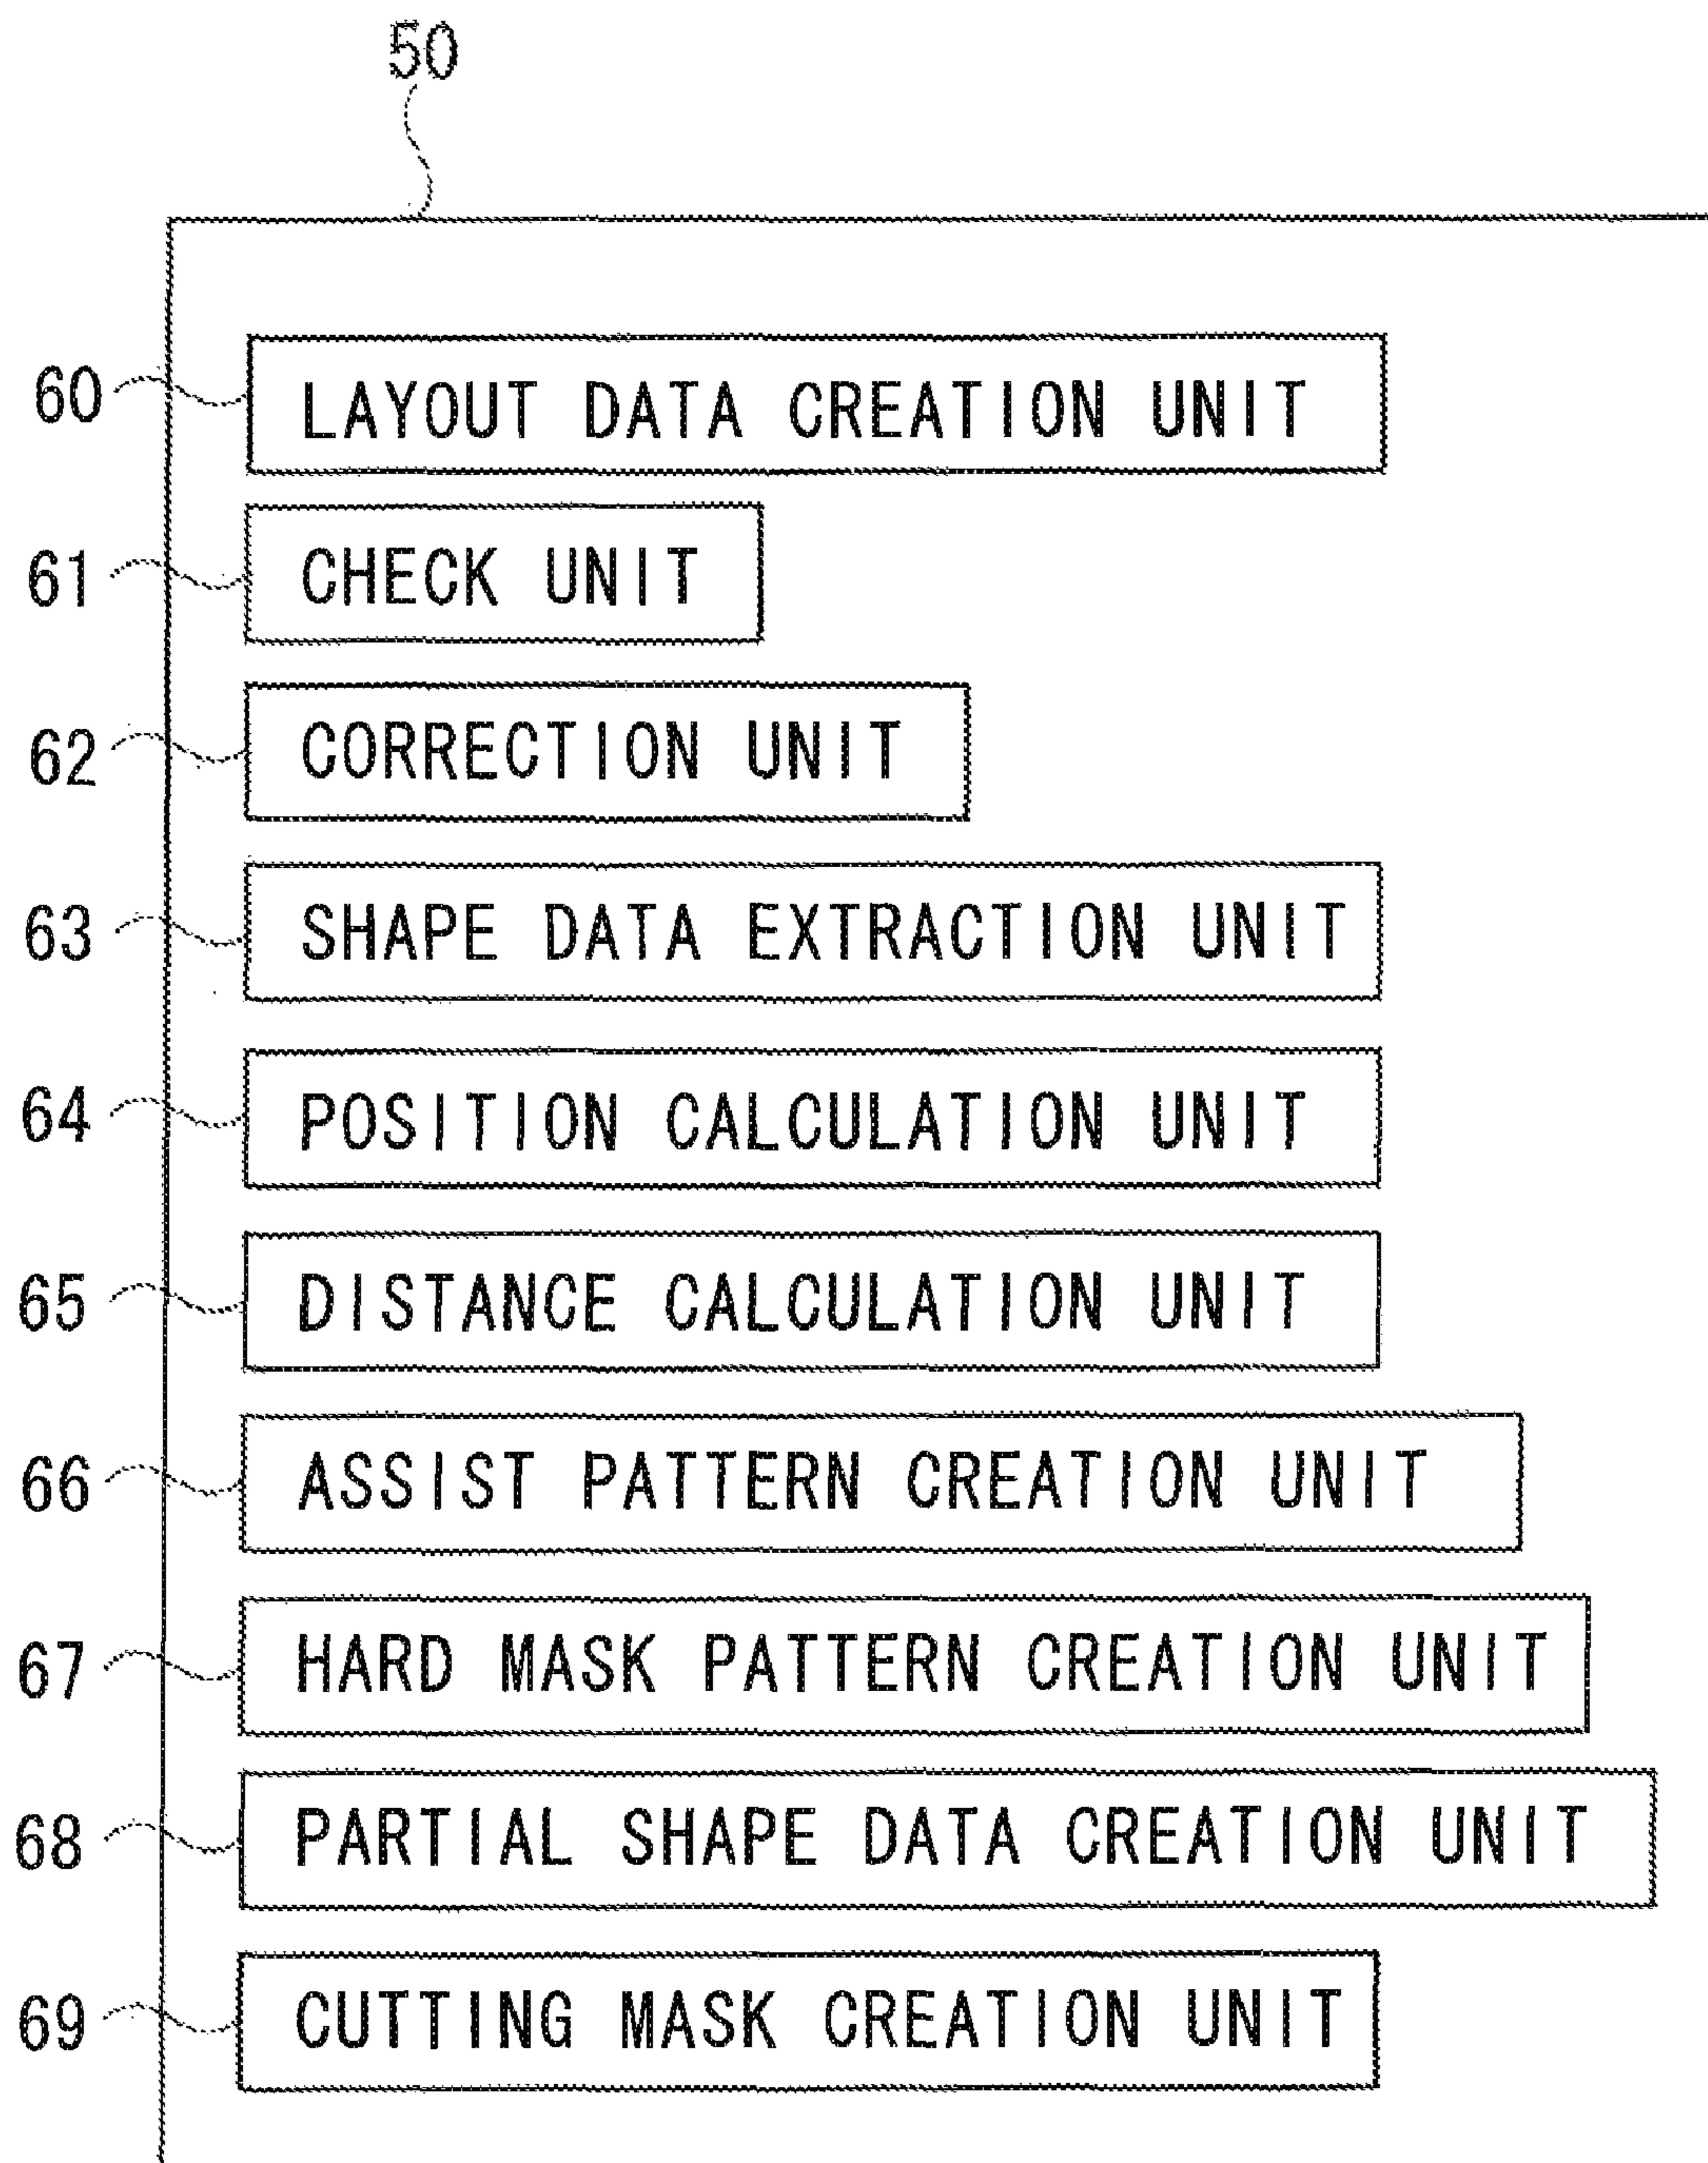 50
60 LAYOUT DATA CREATION UNIT
61 CHECK UNIT
62 CORRECTION UNIT
63 SHAPE DATA EXTRACTION UNIT
64 POSITION CALCULATION UNIT
65 DISTANCE CALCULATION UNIT
66 ASSIST PATTERN CREATION UNIT
67 HARD MASK PATTERN CREATION UNIT
68 PARTIAL SHAPE DATA CREATION UNIT
69 CUTTING MASK CREATION UNIT